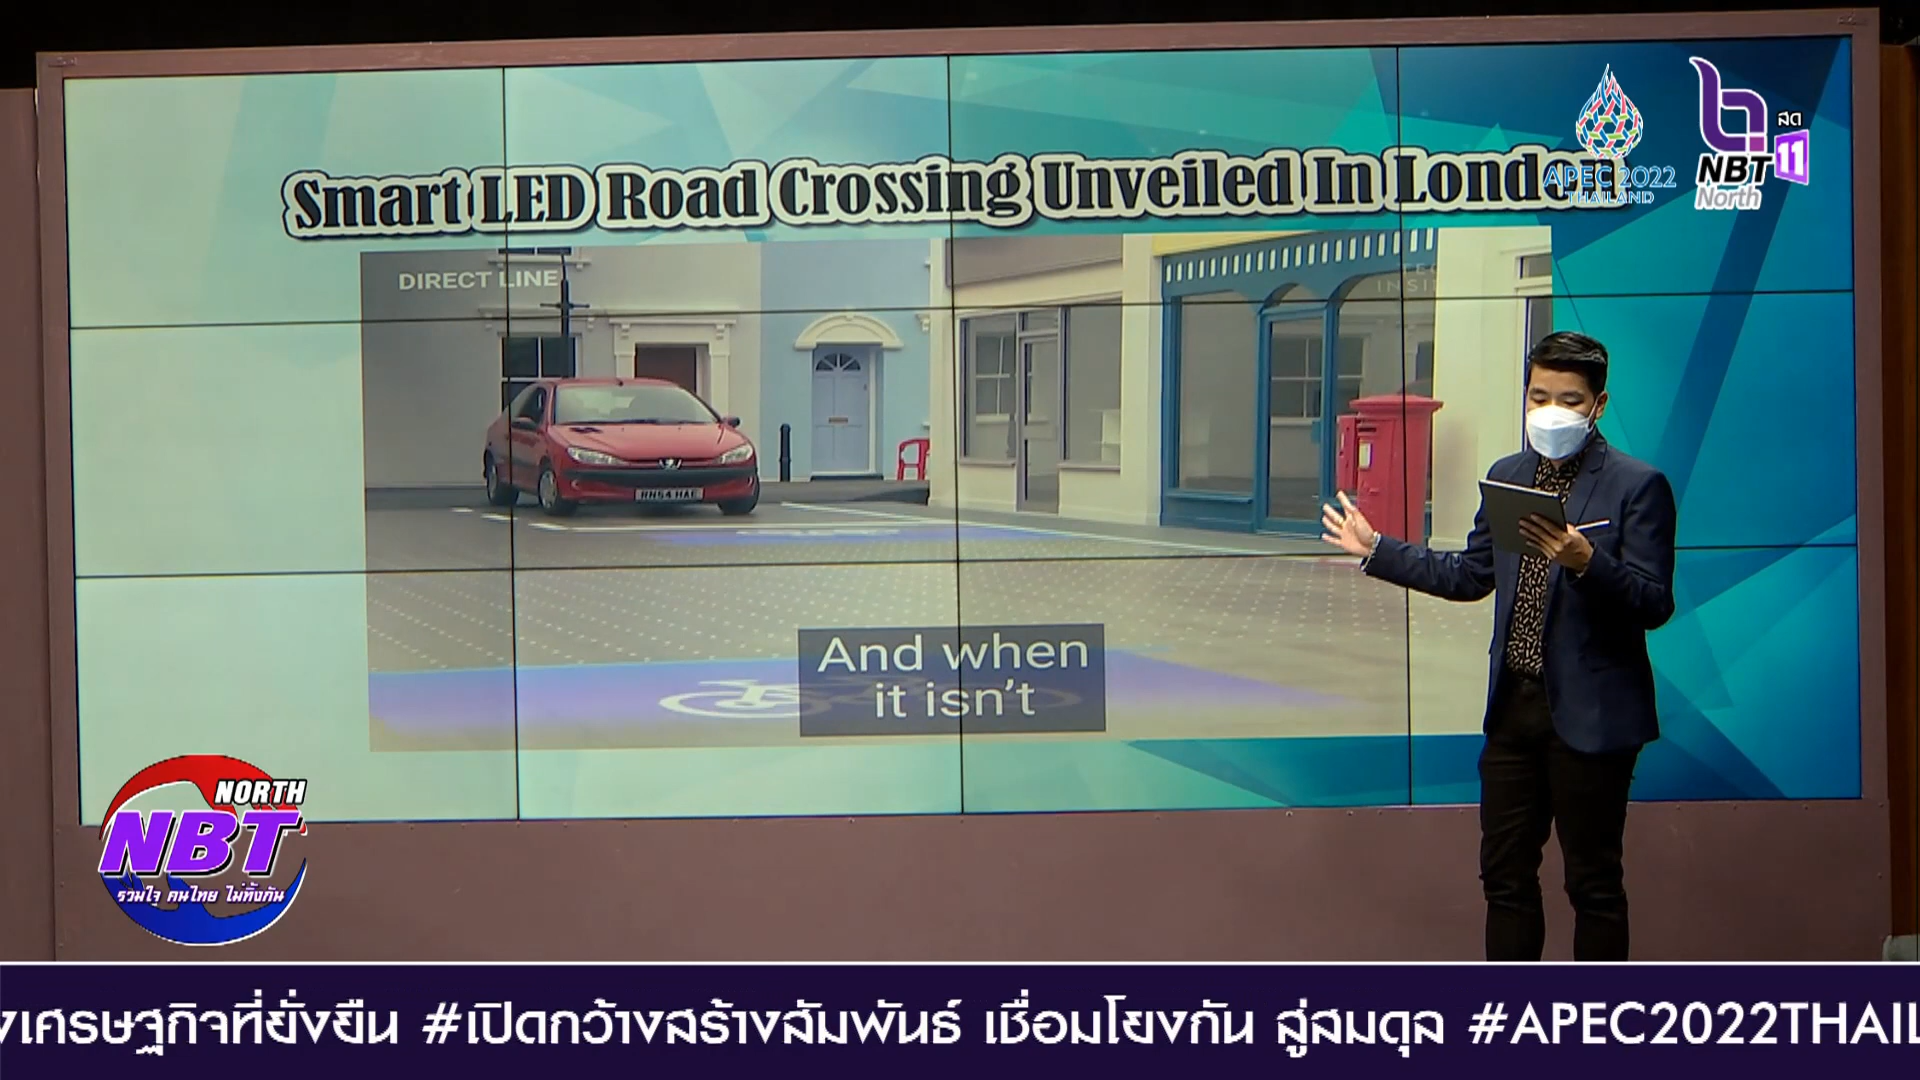 Smart LED Road Crossing Unveiled In London
APEC 2022
THAILAND
สด
NBT 11
North
DIRECT LINE
INSI
And when
it isn't
NORTH
NBT
รวมใจ คนไทย ไม่ทิ้งกัน
งเศรษฐกิจที่ยั่งยืน #เปิดกว้างสร้างสัมพันธ์ เชื่อมโยงกัน สู่สมดุล #APEC2022THAIL